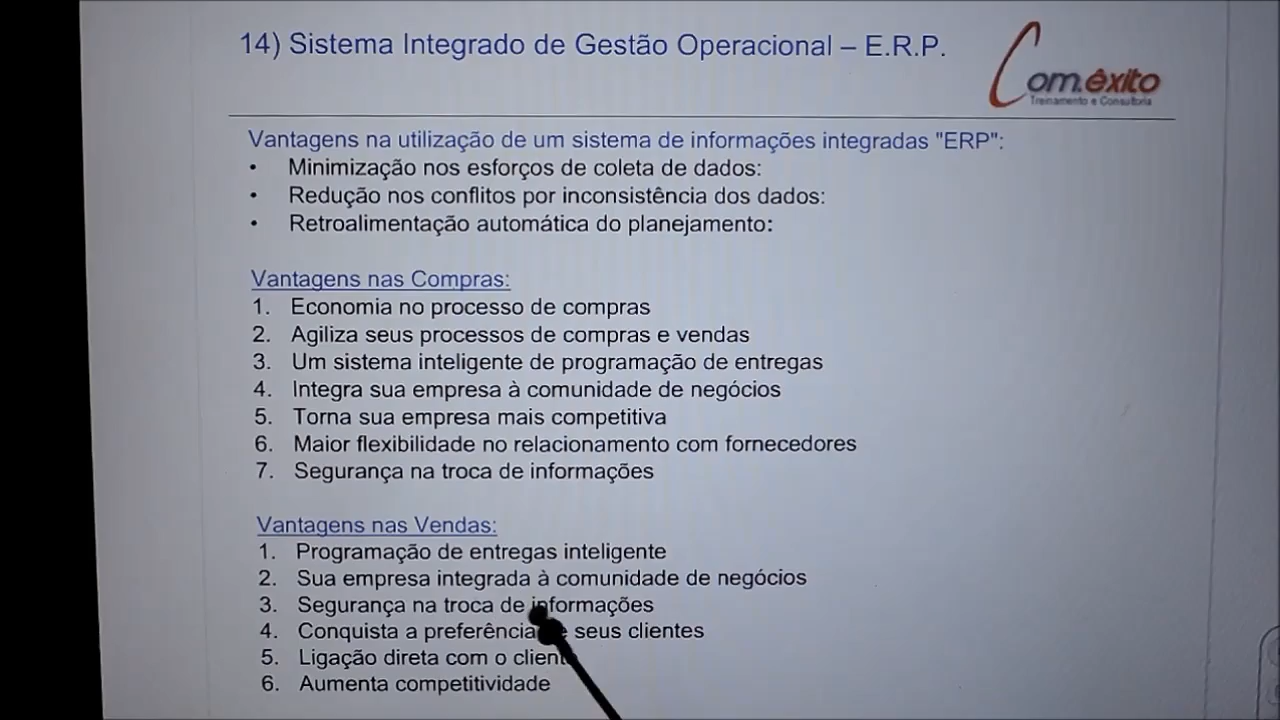 14) Sistema Integrado de Gestão Operacional – E.R.P.
Com.êxito
Treinamento e Consultoria
Vantagens na utilização de um sistema de informações integradas "ERP":
• Minimização nos esforços de coleta de dados:
• Redução nos conflitos por inconsistência dos dados:
• Retroalimentação automática do planejamento:
Vantagens nas Compras:
1. Economia no processo de compras
2. Agiliza seus processos de compras e vendas
3. Um sistema inteligente de programação de entregas
4. Integra sua empresa à comunidade de negócios
5. Torna sua empresa mais competitiva
6. Maior flexibilidade no relacionamento com fornecedores
7. Segurança na troca de informações
Vantagens nas Vendas:
1. Programação de entregas inteligente
2. Sua empresa integrada à comunidade de negócios
3. Segurança na troca de informações
4. Conquista a preferência de seus clientes
5. Ligação direta com o cliente
6. Aumenta competitividade